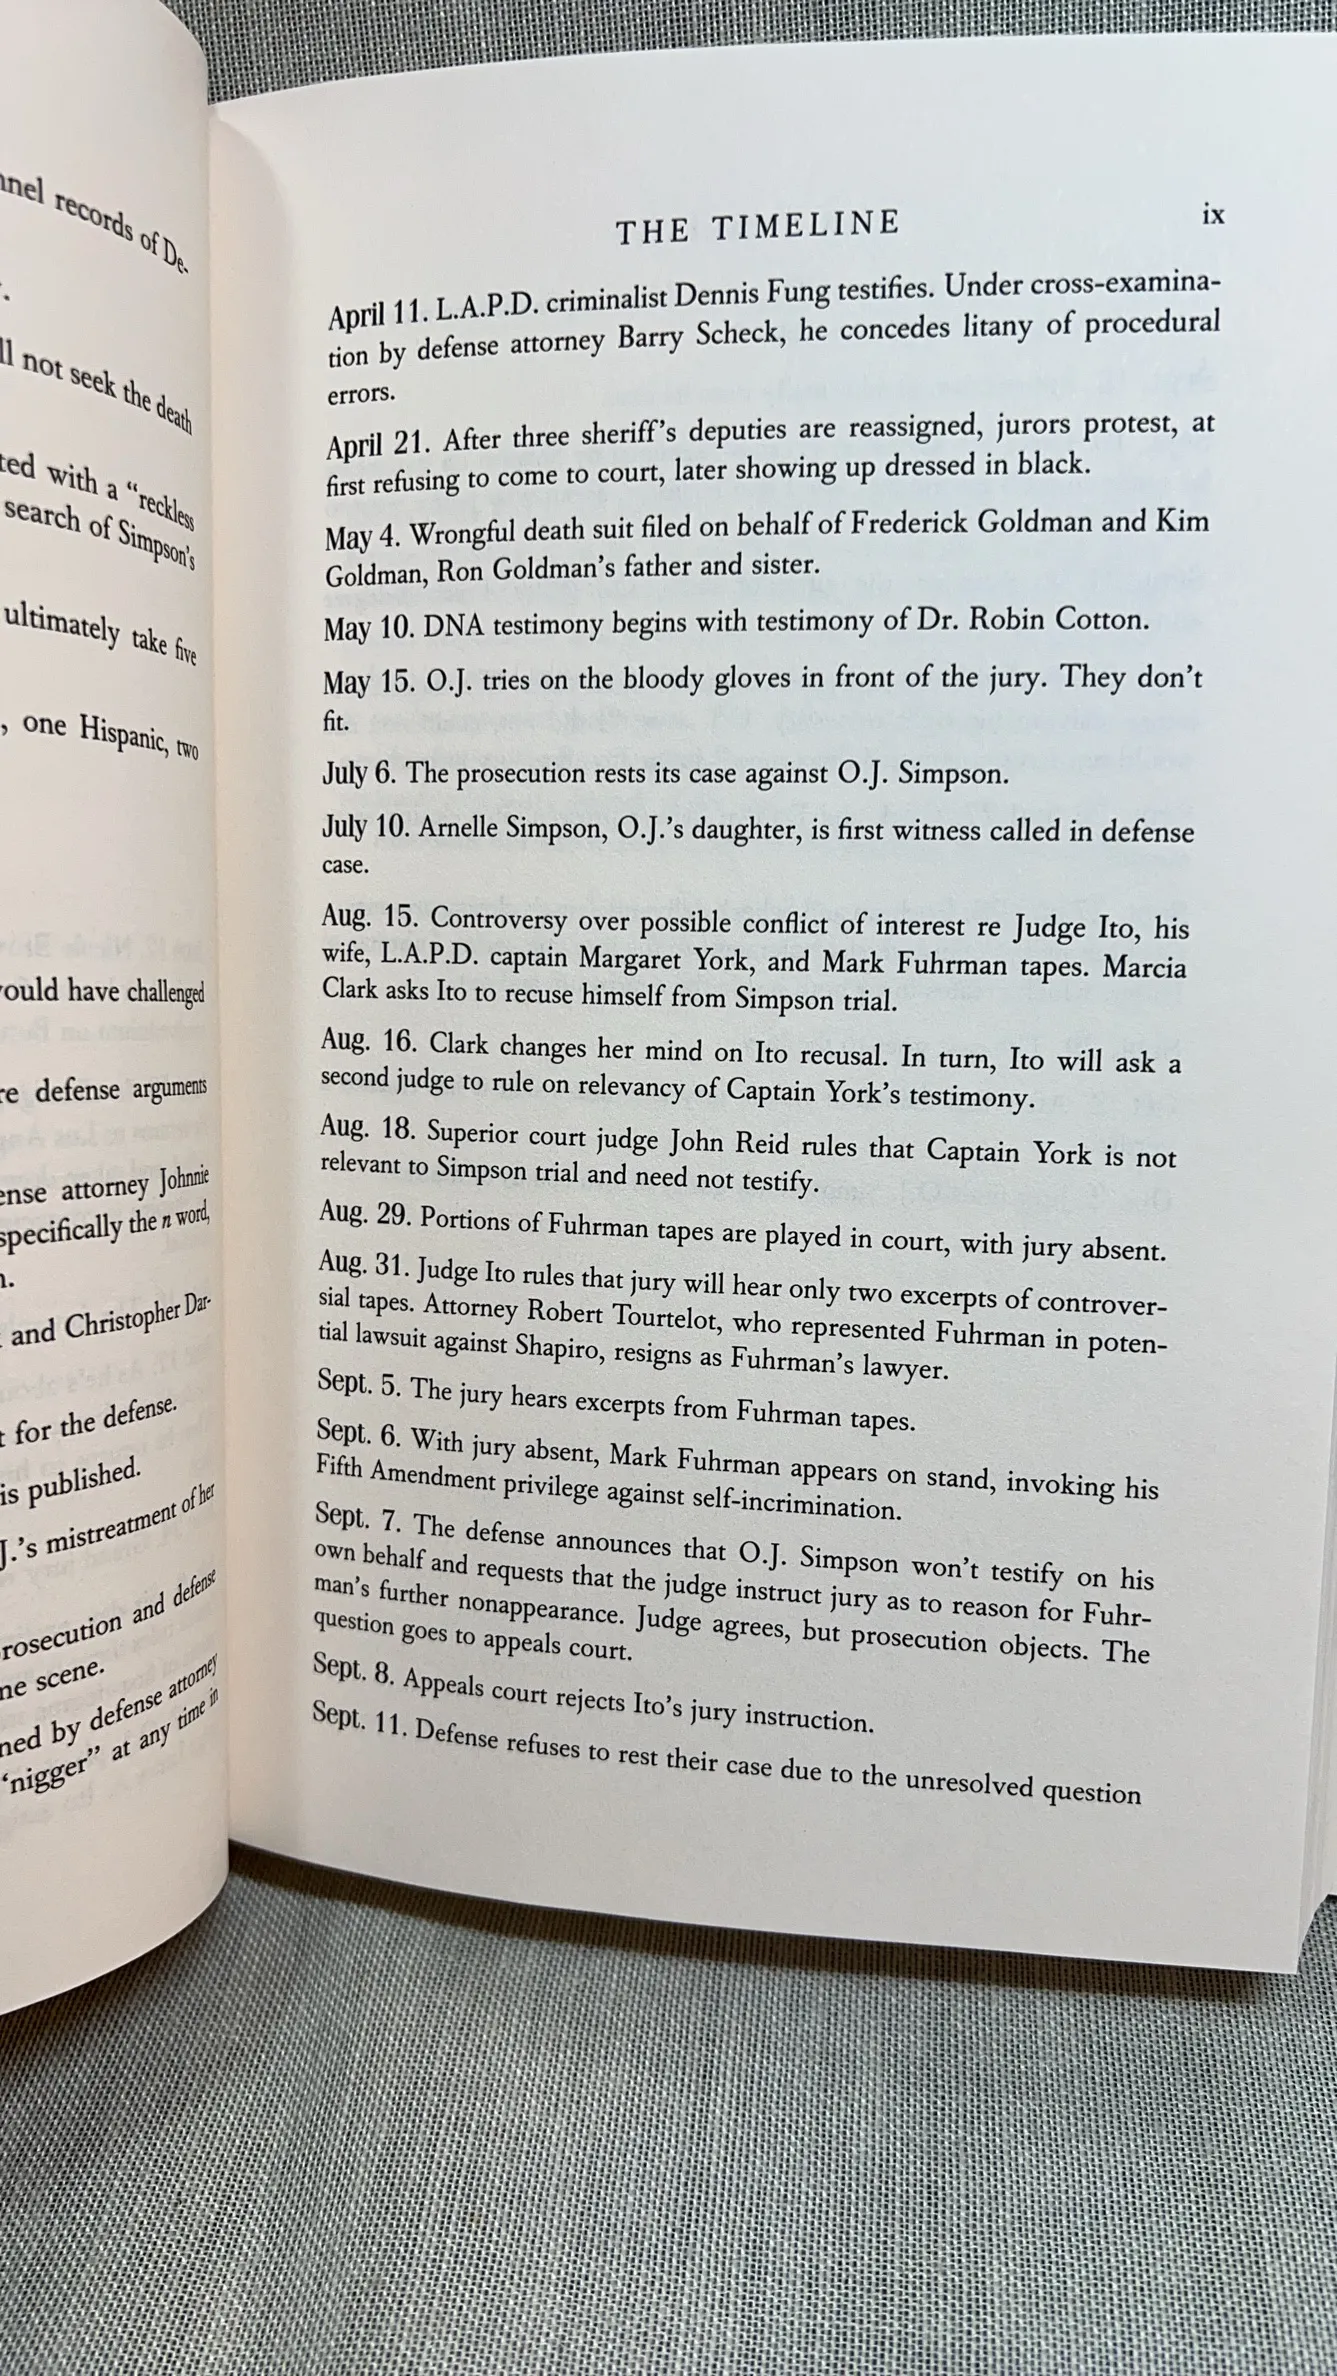 nnel records of De-
ll not seek the death
ted with a “reckless
search of Simpson’s
ultimately take five
, one Hispanic, two
ould have challenged
re defense arguments
ense attorney Johnnie
specifically the n word,
and Christopher Dar-
t for the defense.
is published.
J.’s mistreatment of her
rosecution and defense
ne scene.
ned by defense attorney
“nigger” at any time in
THE TIMELINE ix
April 11. L.A.P.D. criminalist Dennis Fung testifies. Under cross-examina-
tion by defense attorney Barry Scheck, he concedes litany of procedural
errors.
April 21. After three sheriff’s deputies are reassigned, jurors protest, at
first refusing to come to court, later showing up dressed in black.
May 4. Wrongful death suit filed on behalf of Frederick Goldman and Kim
Goldman, Ron Goldman’s father and sister.
May 10. DNA testimony begins with testimony of Dr. Robin Cotton.
May 15. O.J. tries on the bloody gloves in front of the jury. They don’t
fit.
July 6. The prosecution rests its case against O.J. Simpson.
July 10. Arnelle Simpson, O.J.’s daughter, is first witness called in defense
case.
Aug. 15. Controversy over possible conflict of interest re Judge Ito, his
wife, L.A.P.D. captain Margaret York, and Mark Fuhrman tapes. Marcia
Clark asks Ito to recuse himself from Simpson trial.
Aug. 16. Clark changes her mind on Ito recusal. In turn, Ito will ask a
second judge to rule on relevancy of Captain York’s testimony.
Aug. 18. Superior court judge John Reid rules that Captain York is not
relevant to Simpson trial and need not testify.
Aug. 29. Portions of Fuhrman tapes are played in court, with jury absent.
Aug. 31. Judge Ito rules that jury will hear only two excerpts of controver-
sial tapes. Attorney Robert Tourtelot, who represented Fuhrman in poten-
tial lawsuit against Shapiro, resigns as Fuhrman’s lawyer.
Sept. 5. The jury hears excerpts from Fuhrman tapes.
Sept. 6. With jury absent, Mark Fuhrman appears on stand, invoking his
Fifth Amendment privilege against self-incrimination.
Sept. 7. The defense announces that O.J. Simpson won’t testify on his
own behalf and requests that the judge instruct jury as to reason for Fuhr-
man’s further nonappearance. Judge agrees, but prosecution objects. The
question goes to appeals court.
Sept. 8. Appeals court rejects Ito’s jury instruction.
Sept. 11. Defense refuses to rest their case due to the unresolved question